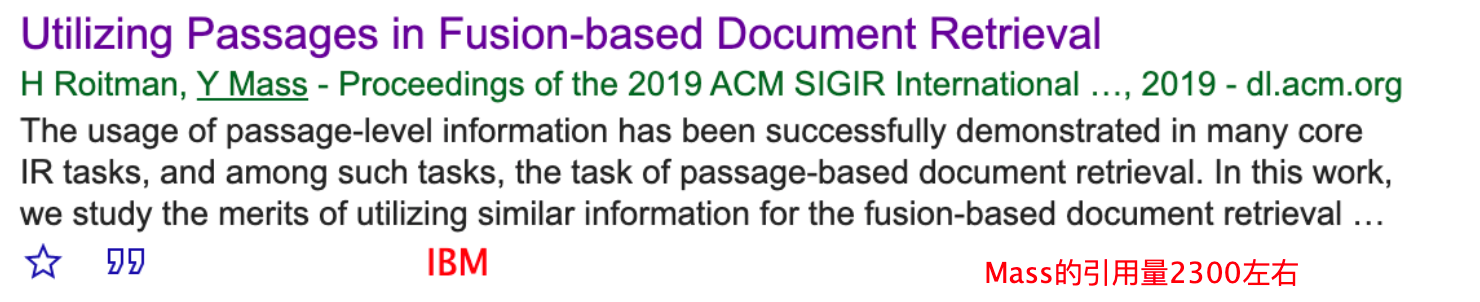 Utilizing Passages in Fusion-based Document Retrieval
H Roitman, Y Mass - Proceedings of the 2019 ACM SIGIR International …, 2019 - dl.acm.org
The usage of passage-level information has been successfully demonstrated in many core
IR tasks, and among such tasks, the task of passage-based document retrieval. In this work,
we study the merits of utilizing similar information for the fusion-based document retrieval …
IBM
Mass的引用量2300左右